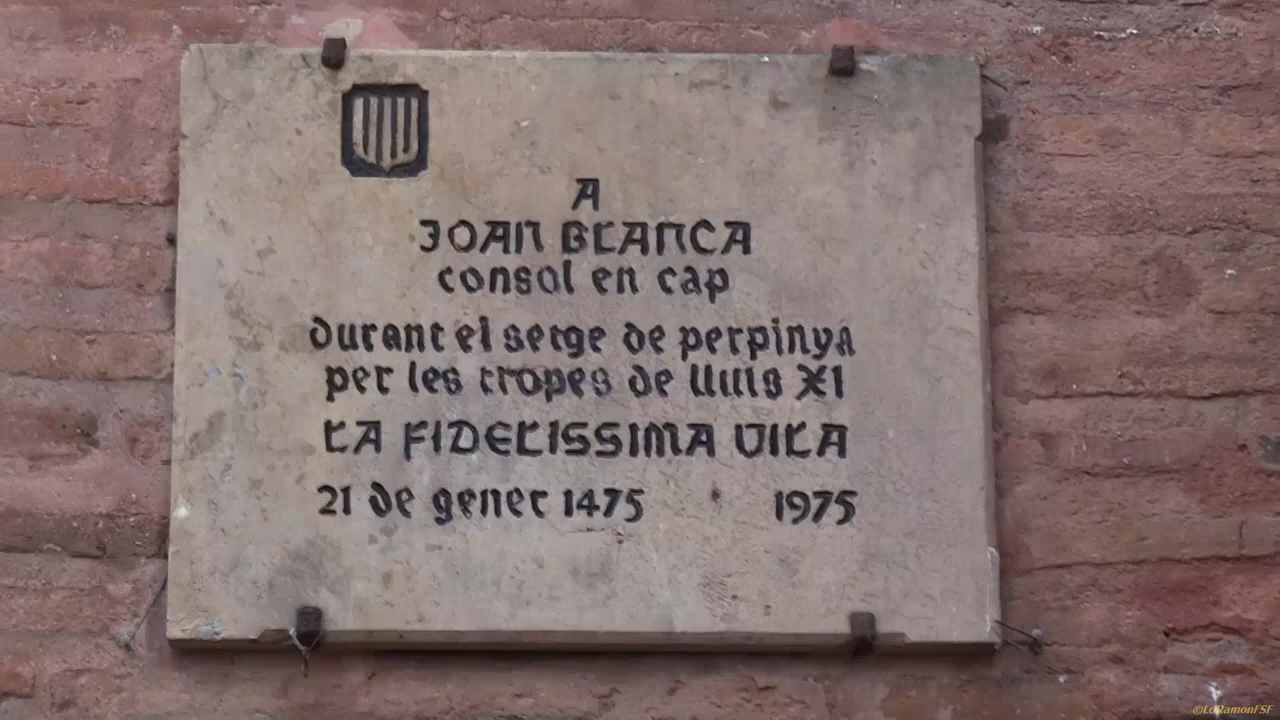 A
JOAN BLANCA
consol en cap
durant el setge de perpinya
per les tropes de lluis XI
LA FIDELISSIMA VILA
21 de gener 1475 1975
©LoRamonFSF